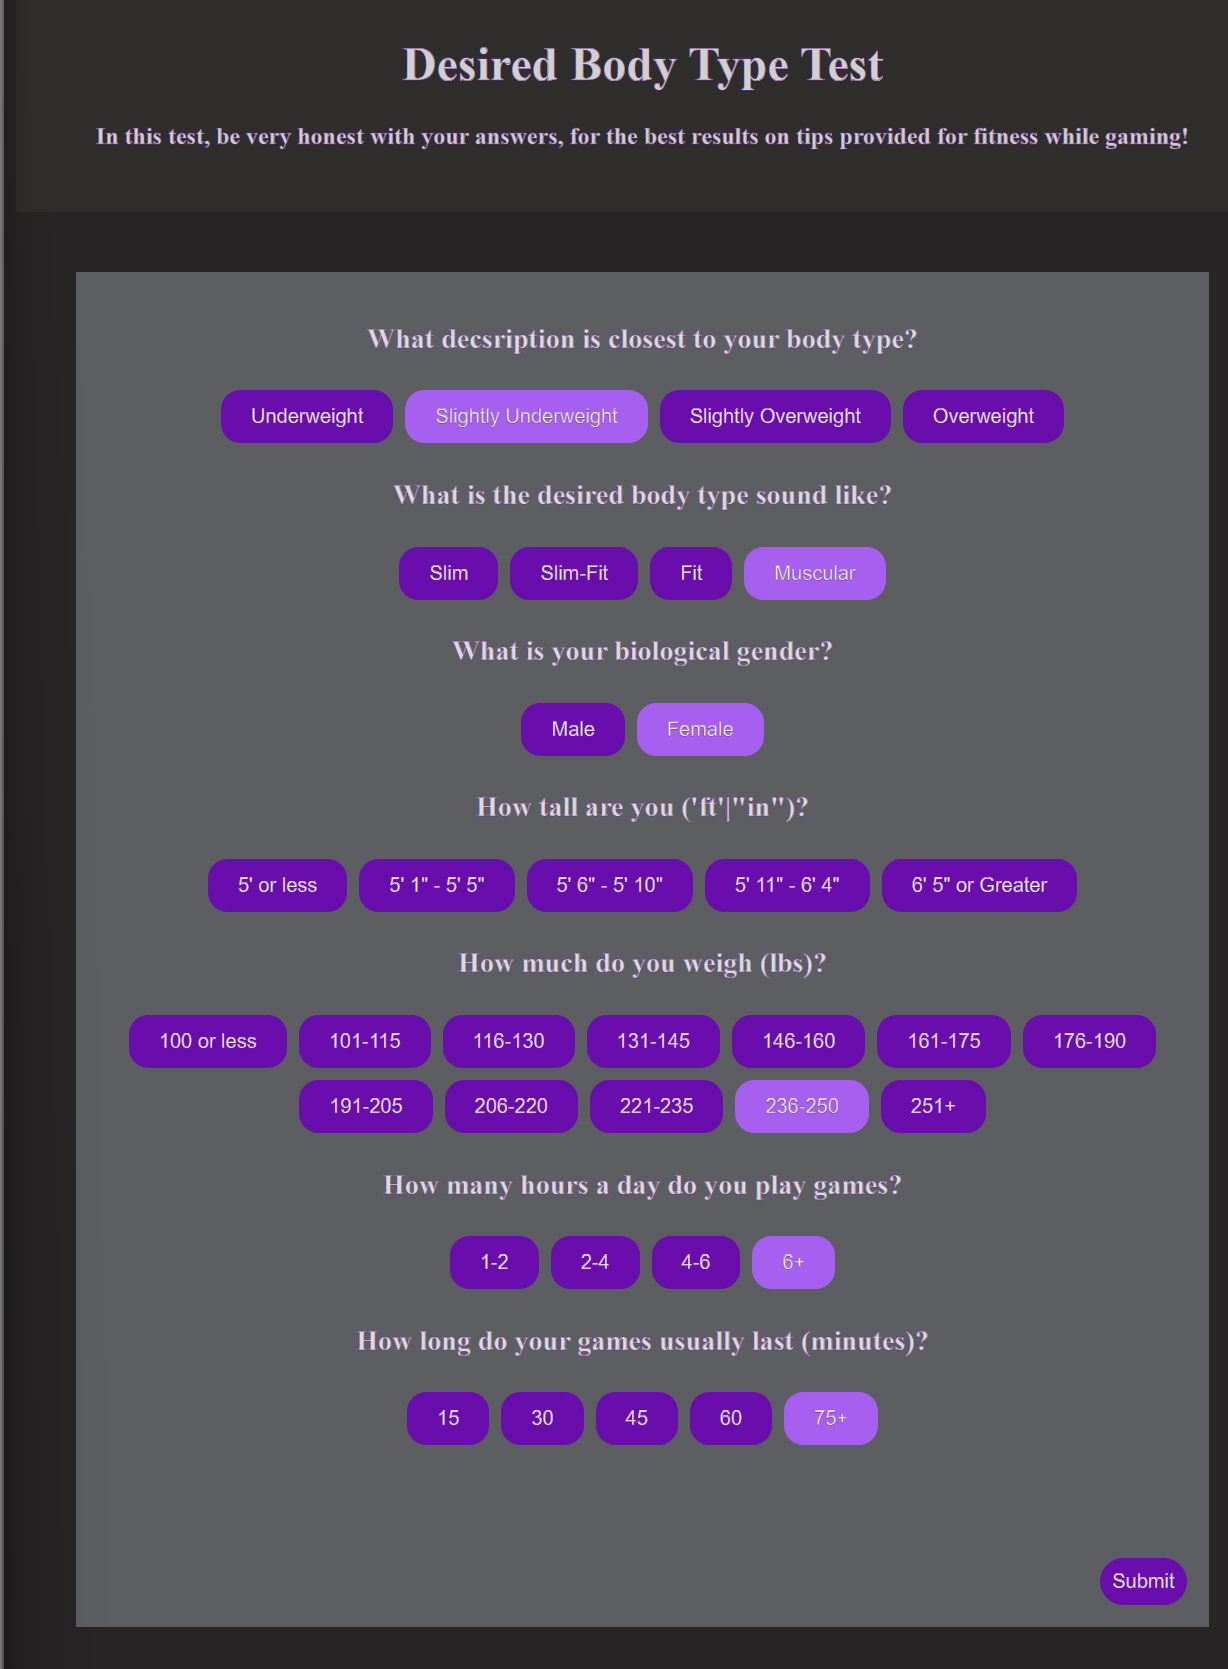 Desired Body Type Test
In this test, be very honest with your answers, for the best results on tips provided for fitness while gaming!
What decsription is closest to your body type?
Underweight Slightly Underweight Slightly Overweight Overweight
What is the desired body type sound like?
Slim Slim-Fit Fit Muscular
What is your biological gender?
Male Female
How tall are you ('ft'|"in")?
5' or less 5' 1" - 5' 5" 5' 6" - 5' 10" 5' 11" - 6' 4" 6' 5" or Greater
How much do you weigh (lbs)?
100 or less 101-115 116-130 131-145 146-160 161-175 176-190
191-205 206-220 221-235 236-250 251+
How many hours a day do you play games?
1-2 2-4 4-6 6+
How long do your games usually last (minutes)?
15 30 45 60 75+
Submit